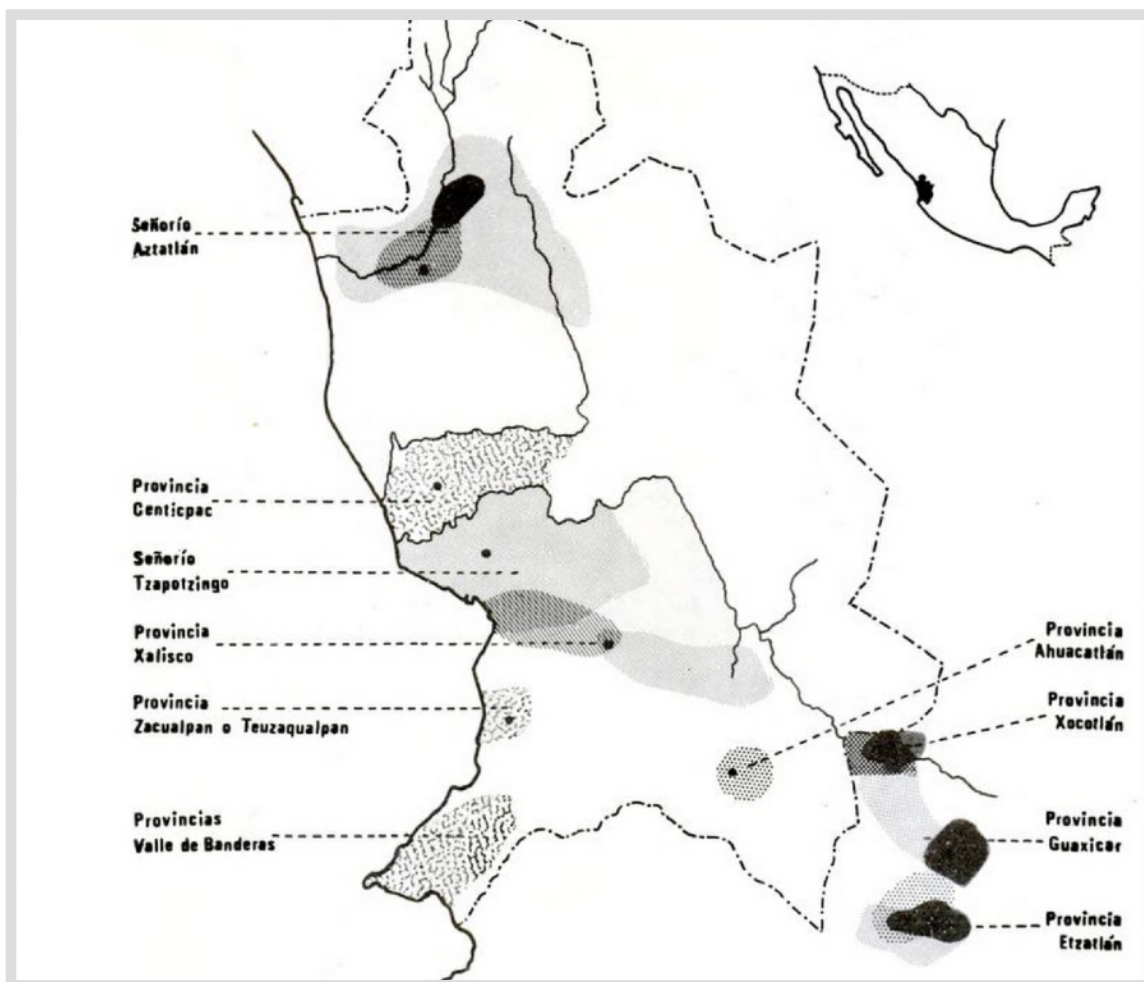 Señorío
Aztatlán
Provincia
Centicpac
Señorío
Tzapotzingo
Provincia
Xalisco
Provincia
Zacualpan o Teuzaqualpan
Provincias
Valle de Banderas
Provincia
Ahuacatlán
Provincia
Xocotlán
Provincia
Guaxicar
Provincia
Etzatlán